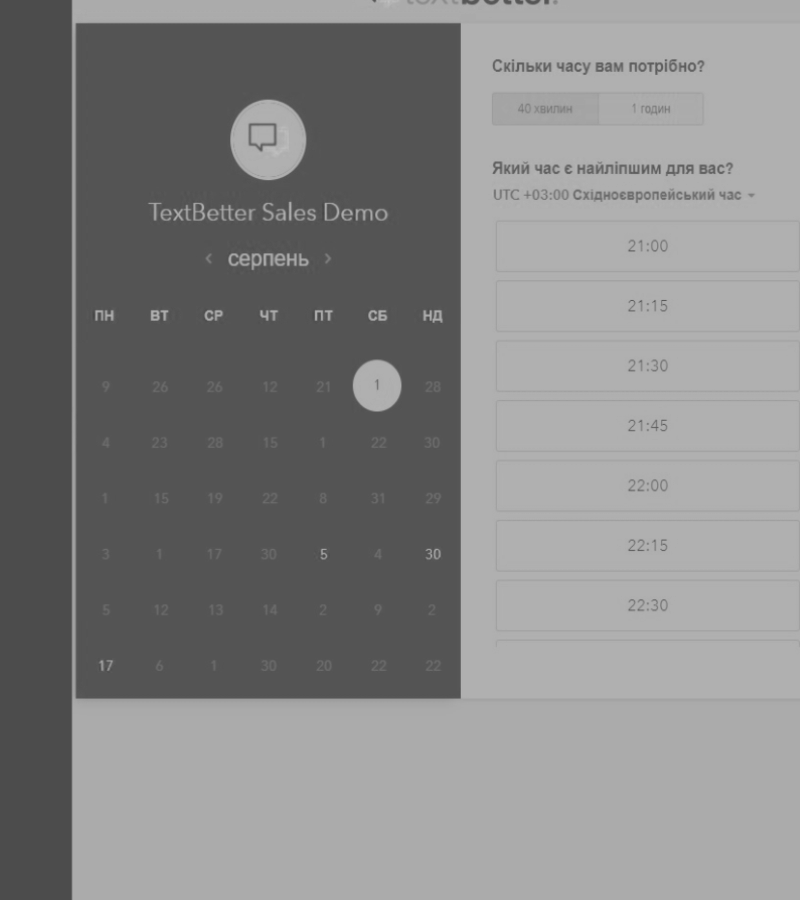 textbetter.
TextBetter Sales Demo
‹ серпень ›
ПН ВТ СР ЧТ ПТ СБ НД
9 26 26 12 21 1 28
4 23 28 15 1 22 30
1 15 19 22 8 31 29
3 1 17 30 5 4 30
5 12 13 14 2 9 2
17 6 1 30 20 22 22
Скільки часу вам потрібно?
40 хвилин 1 годин
Який час є найліпшим для вас?
UTC +03:00 Східноєвропейський час
21:00
21:15
21:30
21:45
22:00
22:15
22:30